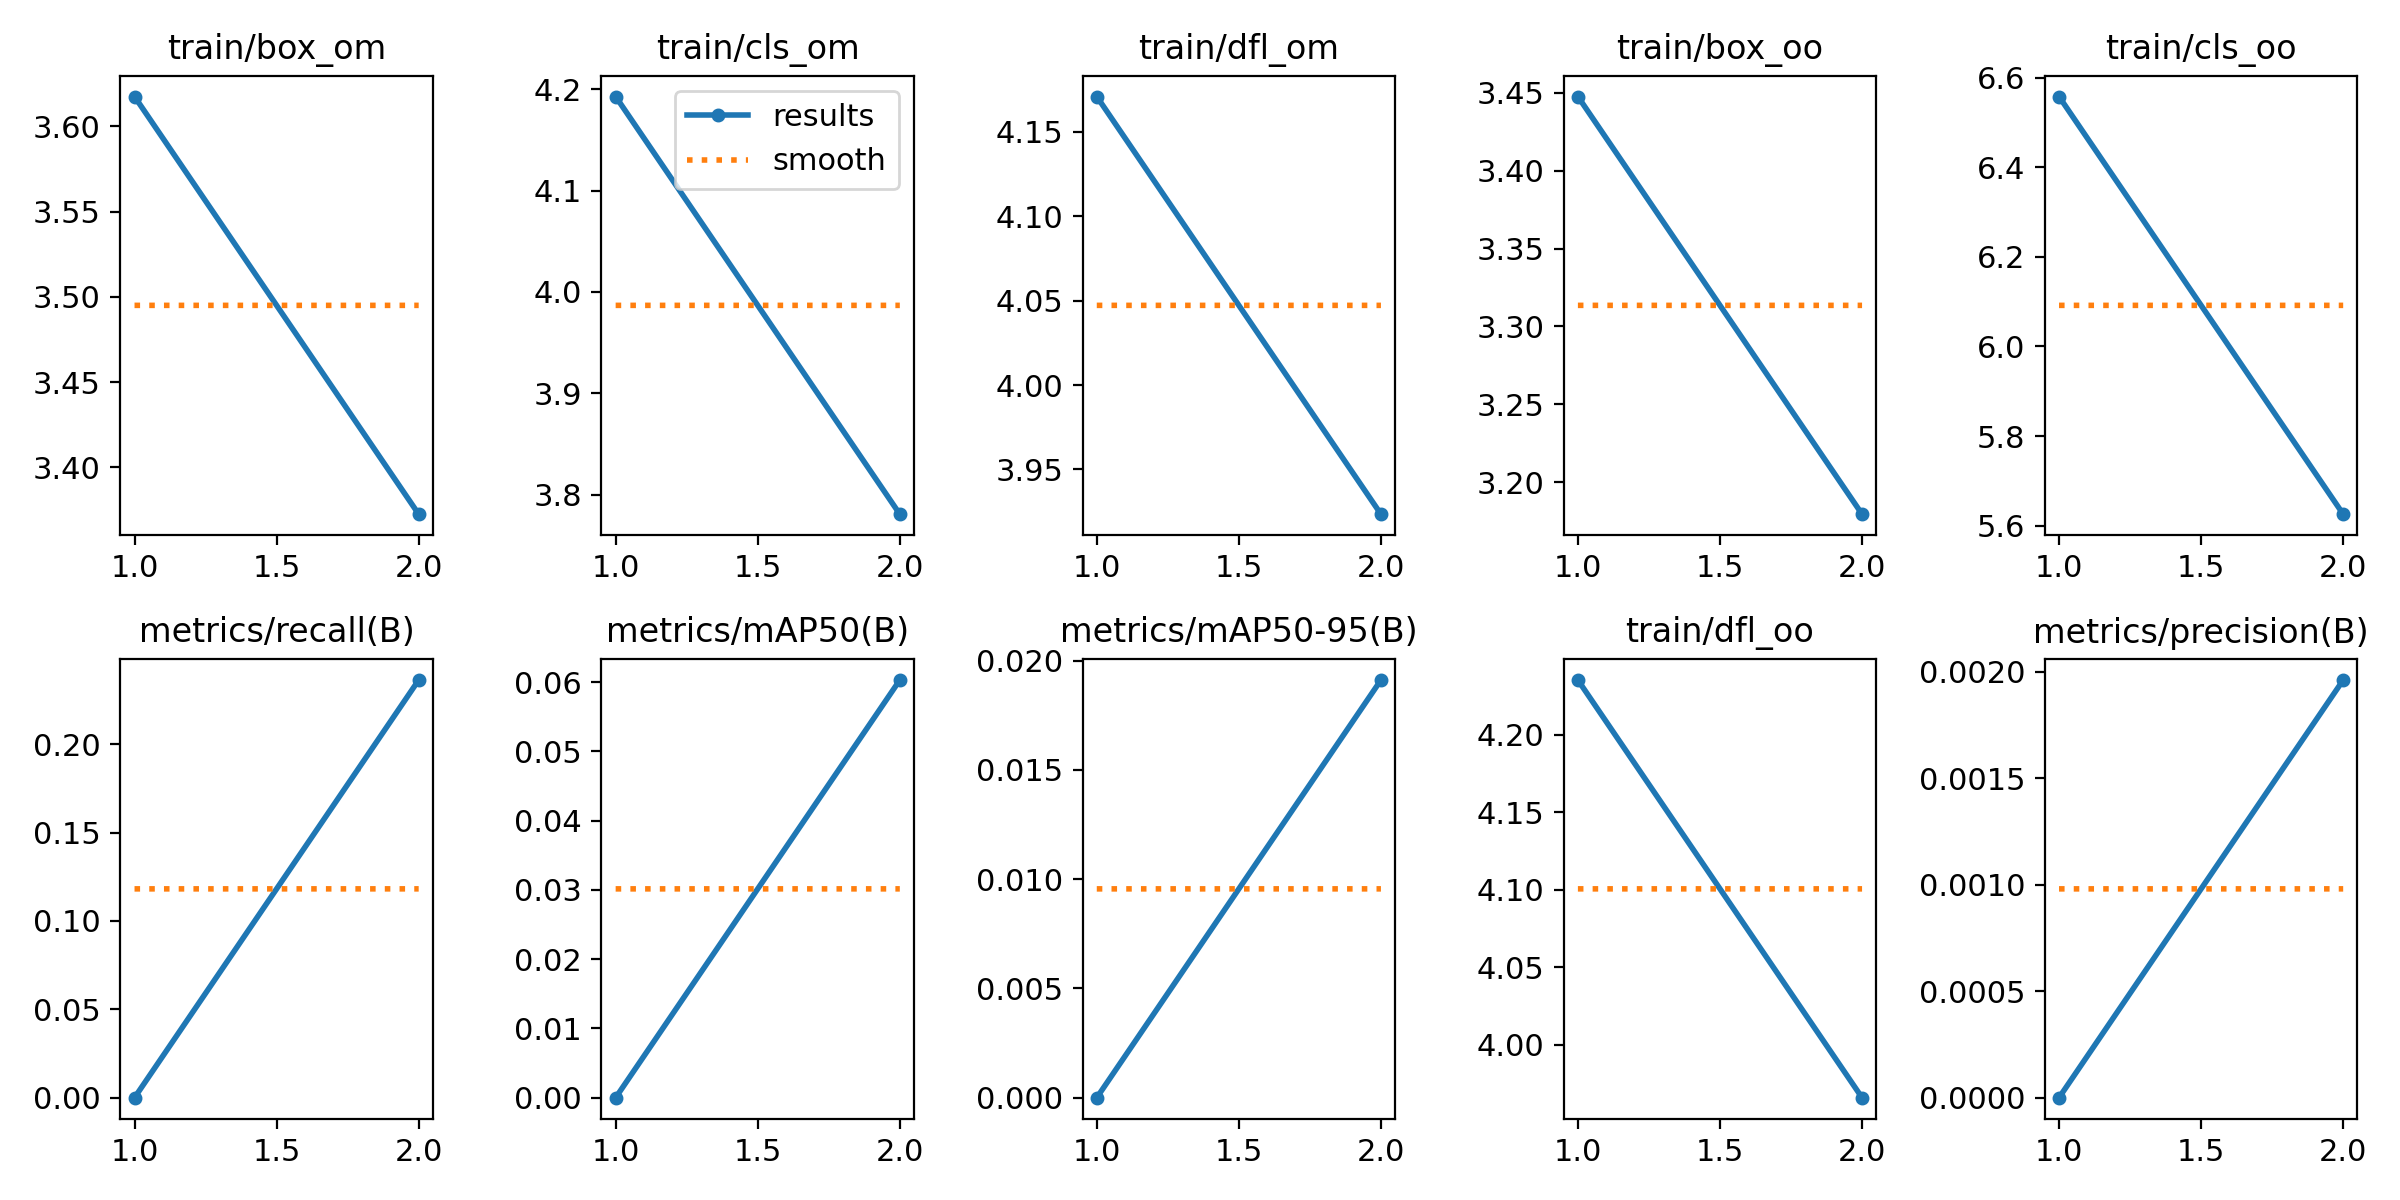 train/box_om
3.60
3.55
3.50
3.45
3.40
1.0 1.5 2.0
train/cls_om
results
smooth
4.2
4.1
4.0
3.9
3.8
1.0 1.5 2.0
train/dfl_om
4.15
4.10
4.05
4.00
3.95
1.0 1.5 2.0
train/box_oo
3.45
3.40
3.35
3.30
3.25
3.20
1.0 1.5 2.0
train/cls_oo
6.6
6.4
6.2
6.0
5.8
5.6
1.0 1.5 2.0
metrics/recall(B)
0.20
0.15
0.10
0.05
0.00
1.0 1.5 2.0
metrics/mAP50(B)
0.06
0.05
0.04
0.03
0.02
0.01
0.00
1.0 1.5 2.0
metrics/mAP50-95(B)
0.020
0.015
0.010
0.005
0.000
1.0 1.5 2.0
train/dfl_oo
4.20
4.15
4.10
4.05
4.00
1.0 1.5 2.0
metrics/precision(B)
0.0020
0.0015
0.0010
0.0005
0.0000
1.0 1.5 2.0